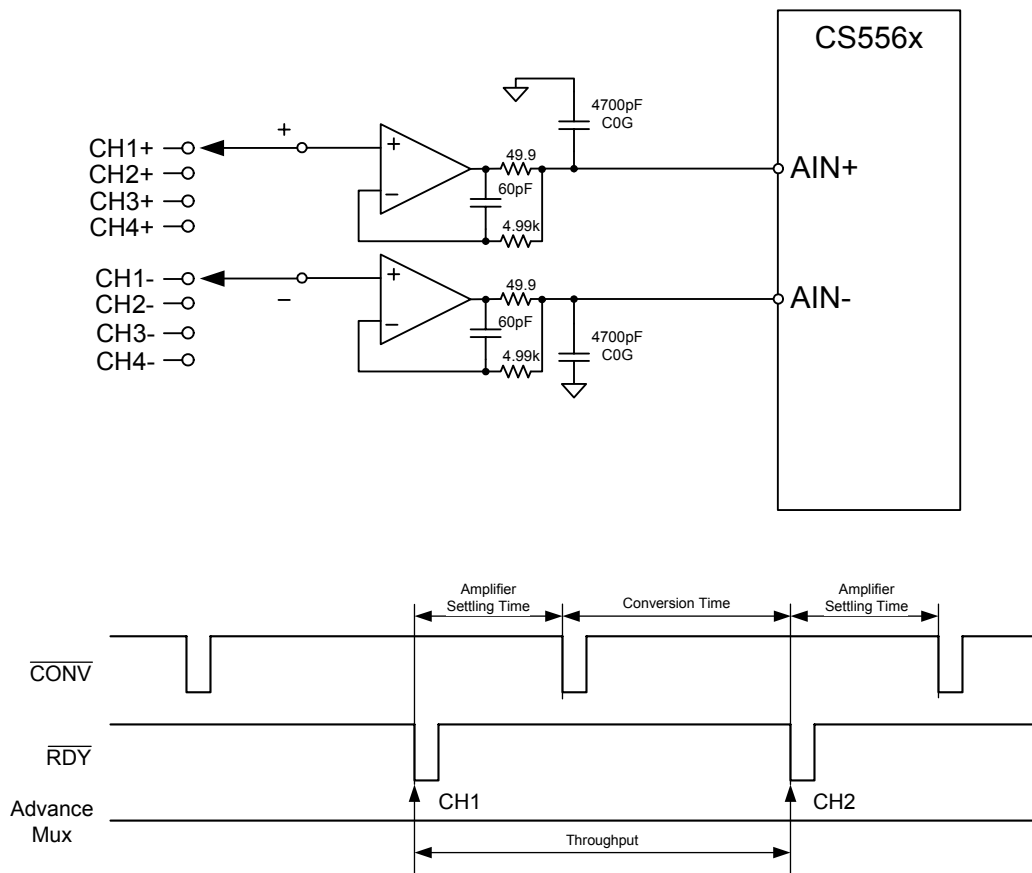 CS556x
4700pF
C0G
+
CH1+
CH2+
CH3+
CH4+
+
−
49.9
60pF
4.99k
AIN+
CH1-
CH2-
CH3-
CH4-
−
+
−
49.9
60pF
4.99k
4700pF
C0G
AIN-
Amplifier
Settling Time
Conversion Time
Amplifier
Settling Time
CONV
RDY
Advance
Mux
CH1
CH2
Throughput